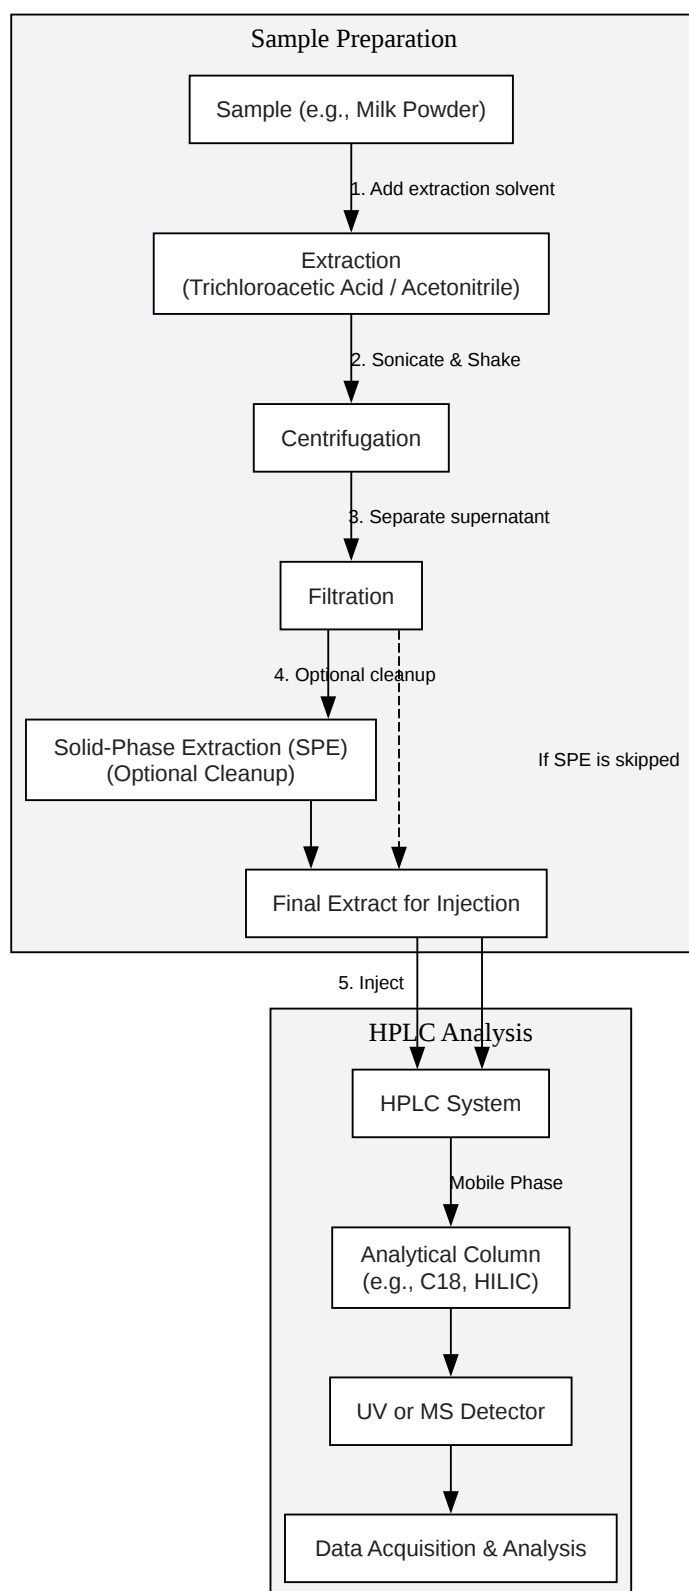 Sample Preparation
Sample (e.g., Milk Powder)
1. Add extraction solvent
Extraction
(Trichloroacetic Acid / Acetonitrile)
2. Sonicate & Shake
Centrifugation
3. Separate supernatant
Filtration
4. Optional cleanup
Solid-Phase Extraction (SPE)
(Optional Cleanup)
If SPE is skipped
Final Extract for Injection
5. Inject
HPLC Analysis
HPLC System
Mobile Phase
Analytical Column
(e.g., C18, HILIC)
UV or MS Detector
Data Acquisition & Analysis